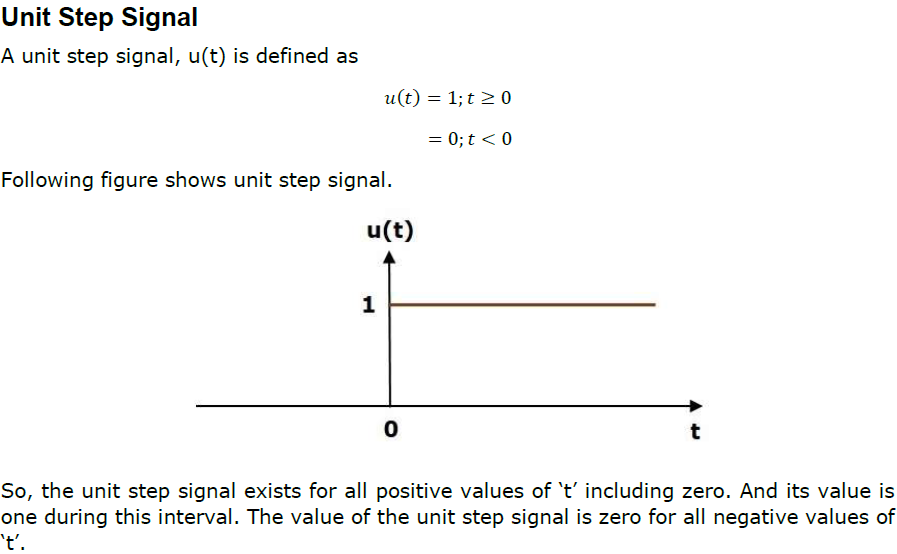 Unit Step Signal
A unit step signal, u(t) is defined as
u(t) = 1; t ≥ 0
= 0; t < 0
Following figure shows unit step signal.
u(t)
1
0
t
So, the unit step signal exists for all positive values of ‘t’ including zero. And its value is
one during this interval. The value of the unit step signal is zero for all negative values of
‘t’.